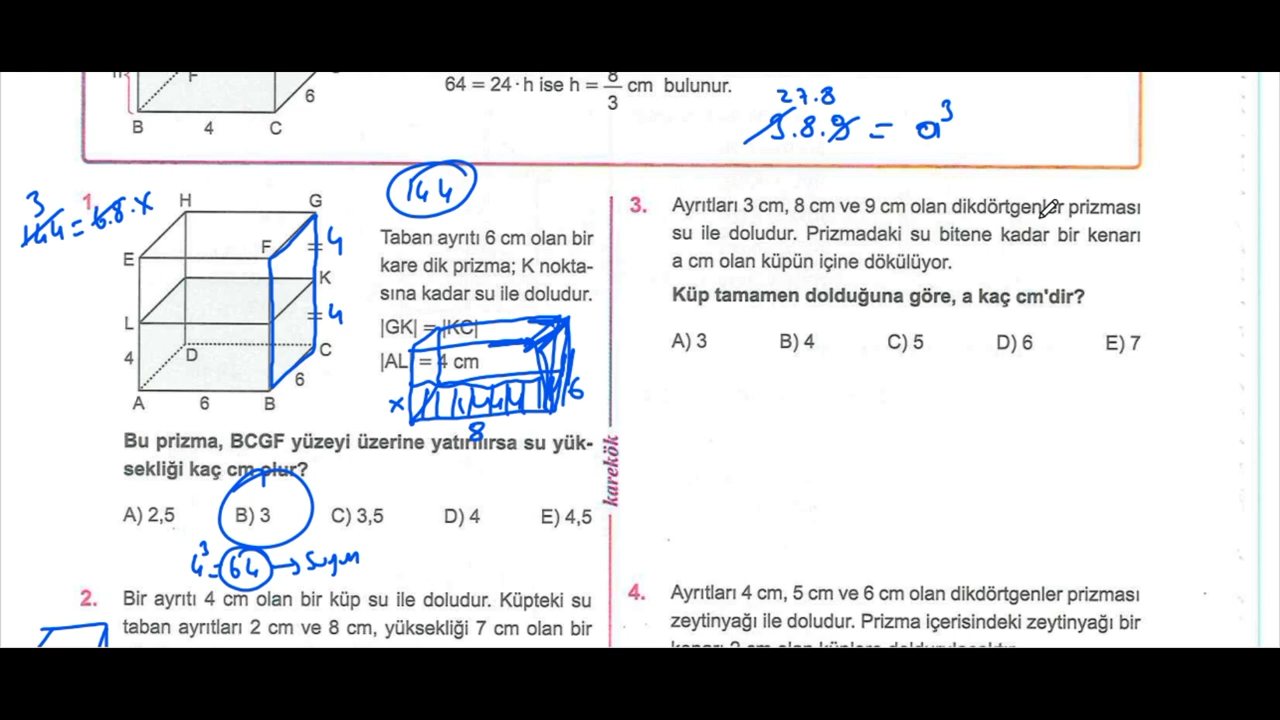 64 = 24 · h ise h = 8/3 cm bulunur.
6
B 4 C
27.8
3.8.9 = a³
1.
3
144 = 6.8.x
H G
E F
K
L
4 D C
6
A 6 B
4
4
144
Taban ayrıtı 6 cm olan bir
kare dik prizma; K nokta-
sına kadar su ile doludur.
|GK| = |KC|
|AL| = 4 cm
x 8 6
Bu prizma, BCGF yüzeyi üzerine yatırılırsa su yük-
sekliği kaç cm olur?
A) 2,5 B) 3 C) 3,5 D) 4 E) 4,5
4³ = 64 → Suyun
2. Bir ayrıtı 4 cm olan bir küp su ile doludur. Küpteki su
taban ayrıtları 2 cm ve 8 cm, yüksekliği 7 cm olan bir
karekök
3. Ayrıtları 3 cm, 8 cm ve 9 cm olan dikdörtgenler prizması
su ile doludur. Prizmadaki su bitene kadar bir kenarı
a cm olan küpün içine dökülüyor.
Küp tamamen dolduğuna göre, a kaç cm'dir?
A) 3 B) 4 C) 5 D) 6 E) 7
4. Ayrıtları 4 cm, 5 cm ve 6 cm olan dikdörtgenler prizması
zeytinyağı ile doludur. Prizma içerisindeki zeytinyağı bir